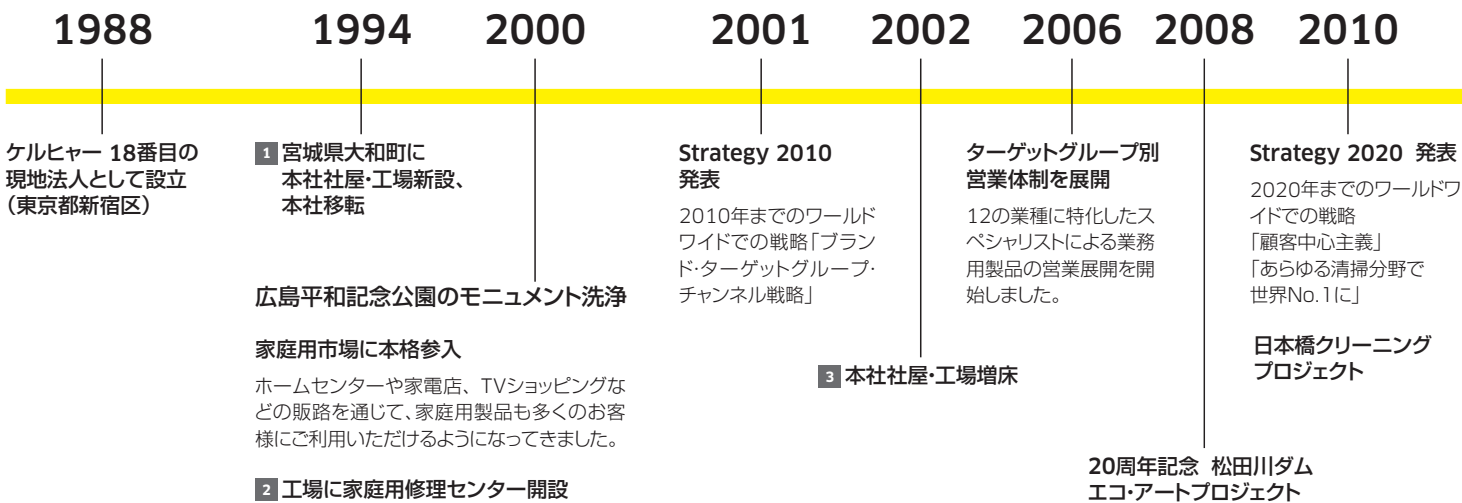 1988
1994
2000
2001
2002
2006
2008
2010
ケルヒャー 18番目の
現地法人として設立
(東京都新宿区)
1 宮城県大和町に
本社社屋・工場新設、
本社移転
広島平和記念公園のモニュメント洗浄
家庭用市場に本格参入
ホームセンターや家電店、TVショッピングな
どの販路を通じて、家庭用製品も多くのお客
様にご利用いただけるようになってきました。
2 工場に家庭用修理センター開設
Strategy 2010
発表
2010年までのワールド
ワイドでの戦略「ブラン
ド・ターゲットグループ・
チャンネル戦略」
3 本社社屋・工場増床
ターゲットグループ別
営業体制を展開
12の業種に特化したス
ペシャリストによる業務
用製品の営業展開を開
始しました。
20周年記念 松田川ダム
エコ・アートプロジェクト
Strategy 2020 発表
2020年までのワールドワ
イドでの戦略
「顧客中心主義」
「あらゆる清掃分野で
世界No.1に」
日本橋クリーニング
プロジェクト